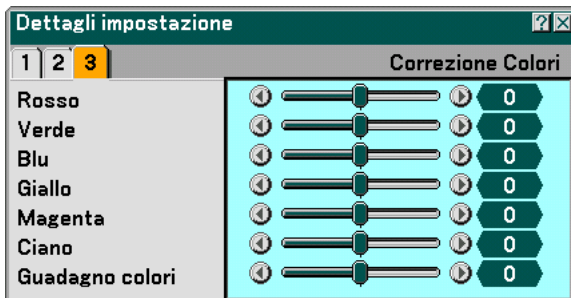 Dettagli impostazione
1 2 3 Correzione Colori
Rosso 0
Verde 0
Blu 0
Giallo 0
Magenta 0
Ciano 0
Guadagno colori 0